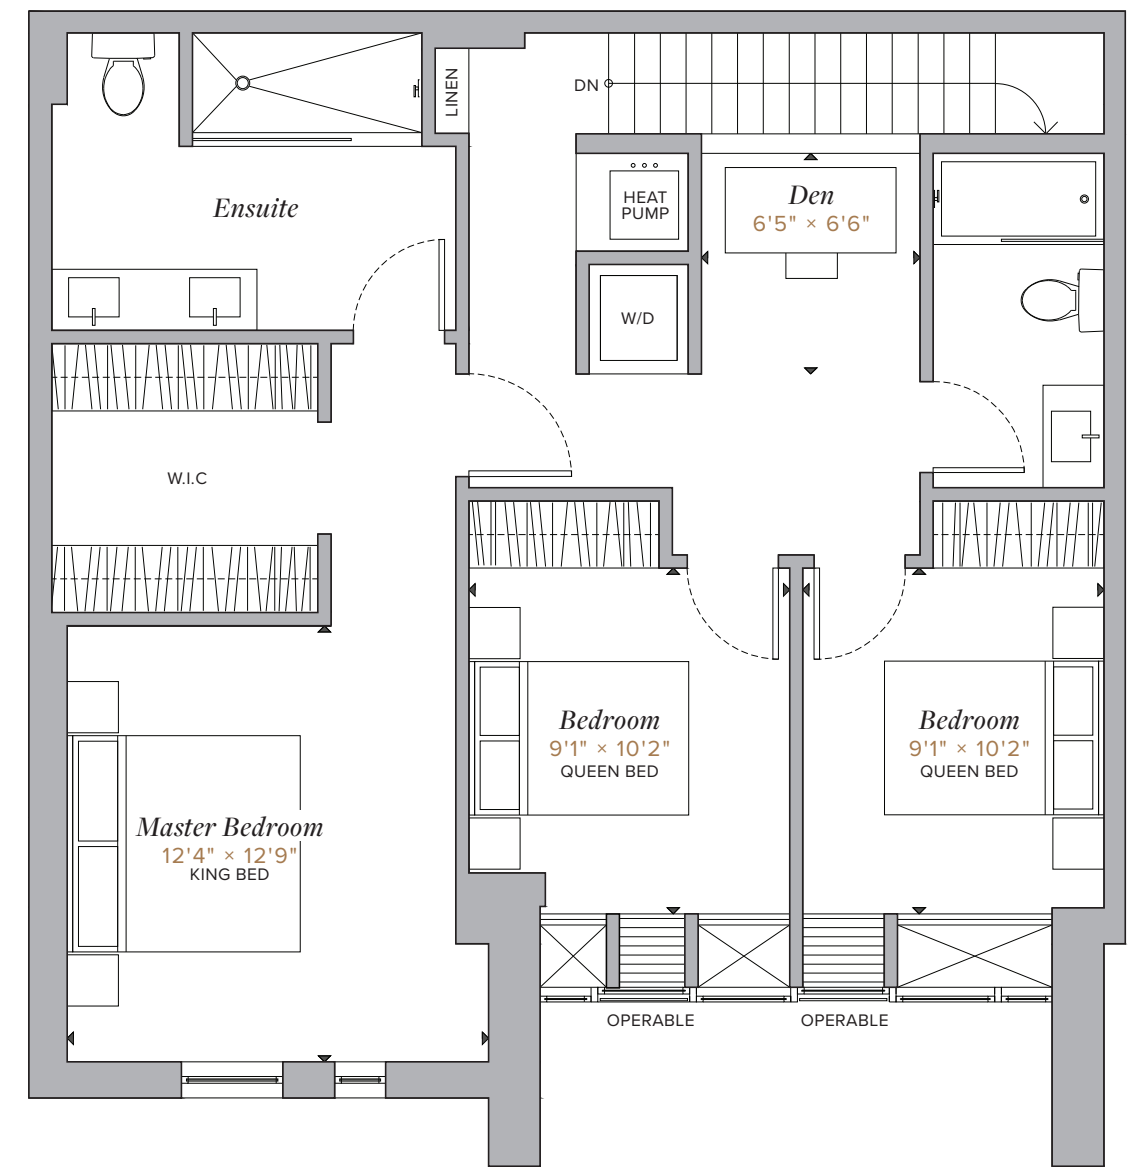 LINEN
DN
Ensuite
HEAT
PUMP
Den
6'5" × 6'6"
W/D
W.I.C
Bedroom
9'1" × 10'2"
QUEEN BED
Bedroom
9'1" × 10'2"
QUEEN BED
Master Bedroom
12'4" × 12'9"
KING BED
OPERABLE
OPERABLE